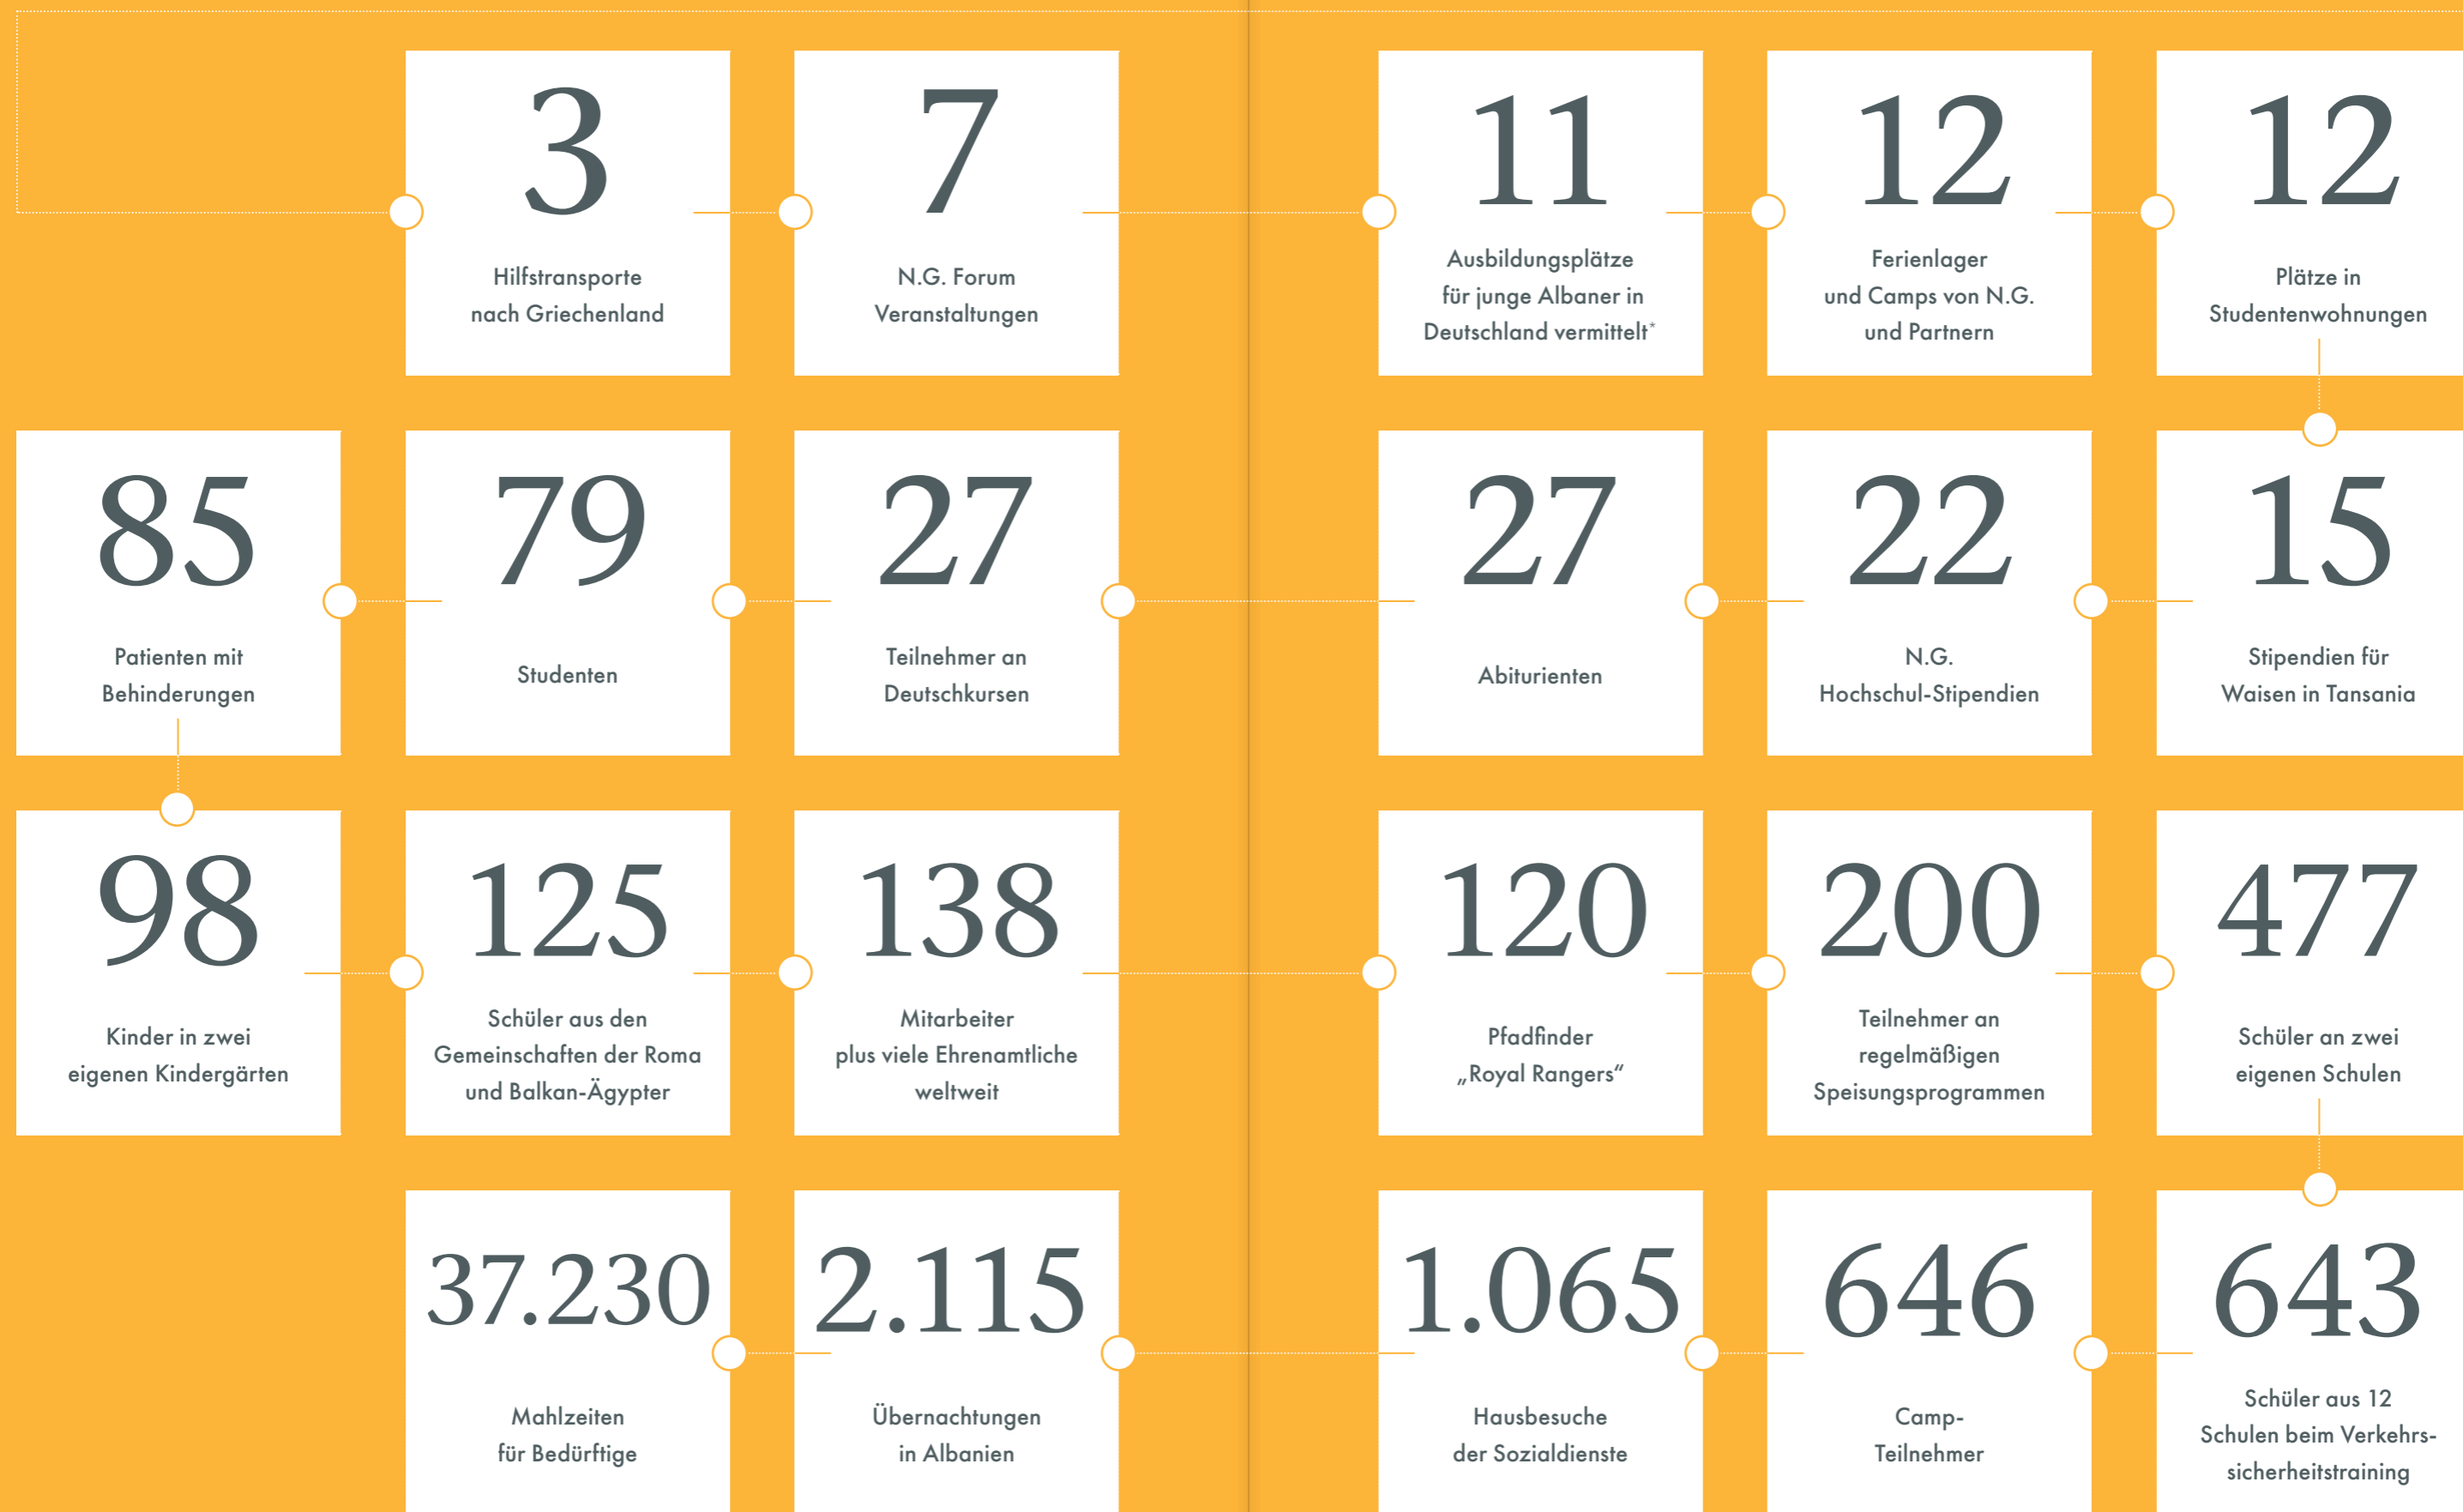 3
Hilfstransporte
nach Griechenland
7
N.G. Forum
Veranstaltungen
11
Ausbildungsplätze
für junge Albaner in
Deutschland vermittelt*
12
Ferienlager
und Camps von N.G.
und Partnern
12
Plätze in
Studentenwohnungen
85
Patienten mit
Behinderungen
79
Studenten
27
Teilnehmer an
Deutschkursen
27
Abiturienten
22
N.G.
Hochschul-Stipendien
15
Stipendien für
Waisen in Tansania
98
Kinder in zwei
eigenen Kindergärten
125
Schüler aus den
Gemeinschaften der Roma
und Balkan-Ägypter
138
Mitarbeiter
plus viele Ehrenamtliche
weltweit
120
Pfadfinder
„Royal Rangers“
200
Teilnehmer an
regelmäßigen
Speisungsprogrammen
477
Schüler an zwei
eigenen Schulen
37.230
Mahlzeiten
für Bedürftige
2.115
Übernachtungen
in Albanien
1.065
Hausbesuche
der Sozialdienste
646
Camp-
Teilnehmer
643
Schüler aus 12
Schulen beim Verkehrs-
sicherheitstraining